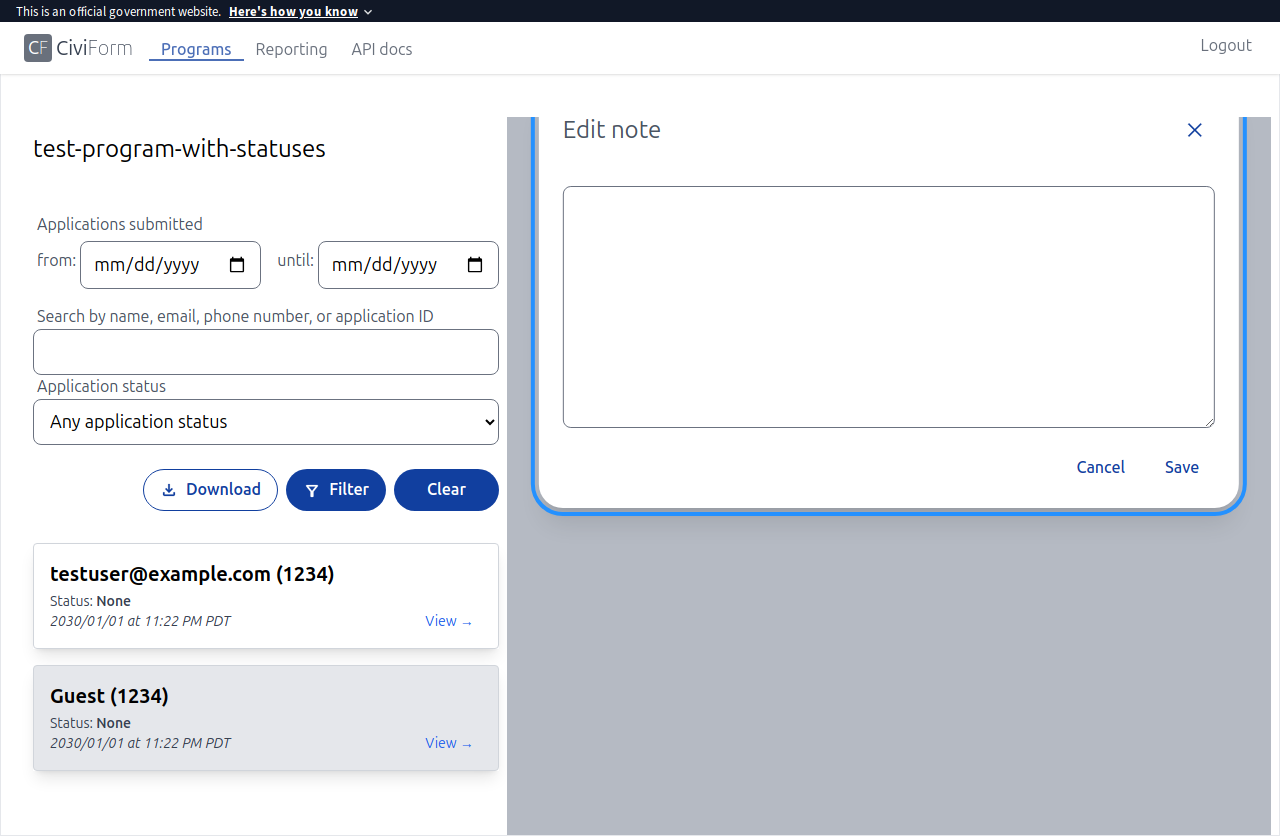 This is an official government website. Here's how you know
CF CiviForm Programs Reporting API docs Logout
test-program-with-statuses
Applications submitted
from: mm/dd/yyyy until: mm/dd/yyyy
Search by name, email, phone number, or application ID
Application status
Any application status
Download Filter Clear
testuser@example.com (1234)
Status: None
2030/01/01 at 11:22 PM PDT View →
Guest (1234)
Status: None
2030/01/01 at 11:22 PM PDT View →
Edit note
Cancel Save